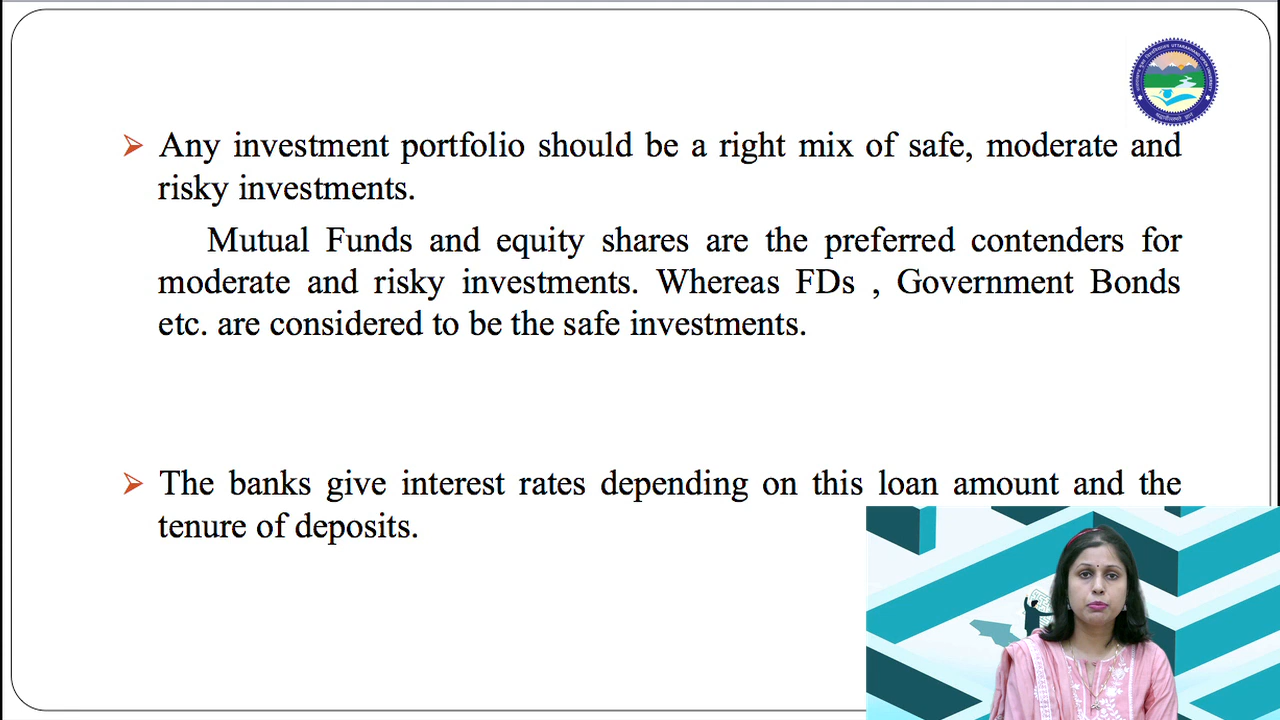 Any investment portfolio should be a right mix of safe, moderate and
risky investments.
Mutual Funds and equity shares are the preferred contenders for
moderate and risky investments. Whereas FDs , Government Bonds
etc. are considered to be the safe investments.
The banks give interest rates depending on this loan amount and the
tenure of deposits.